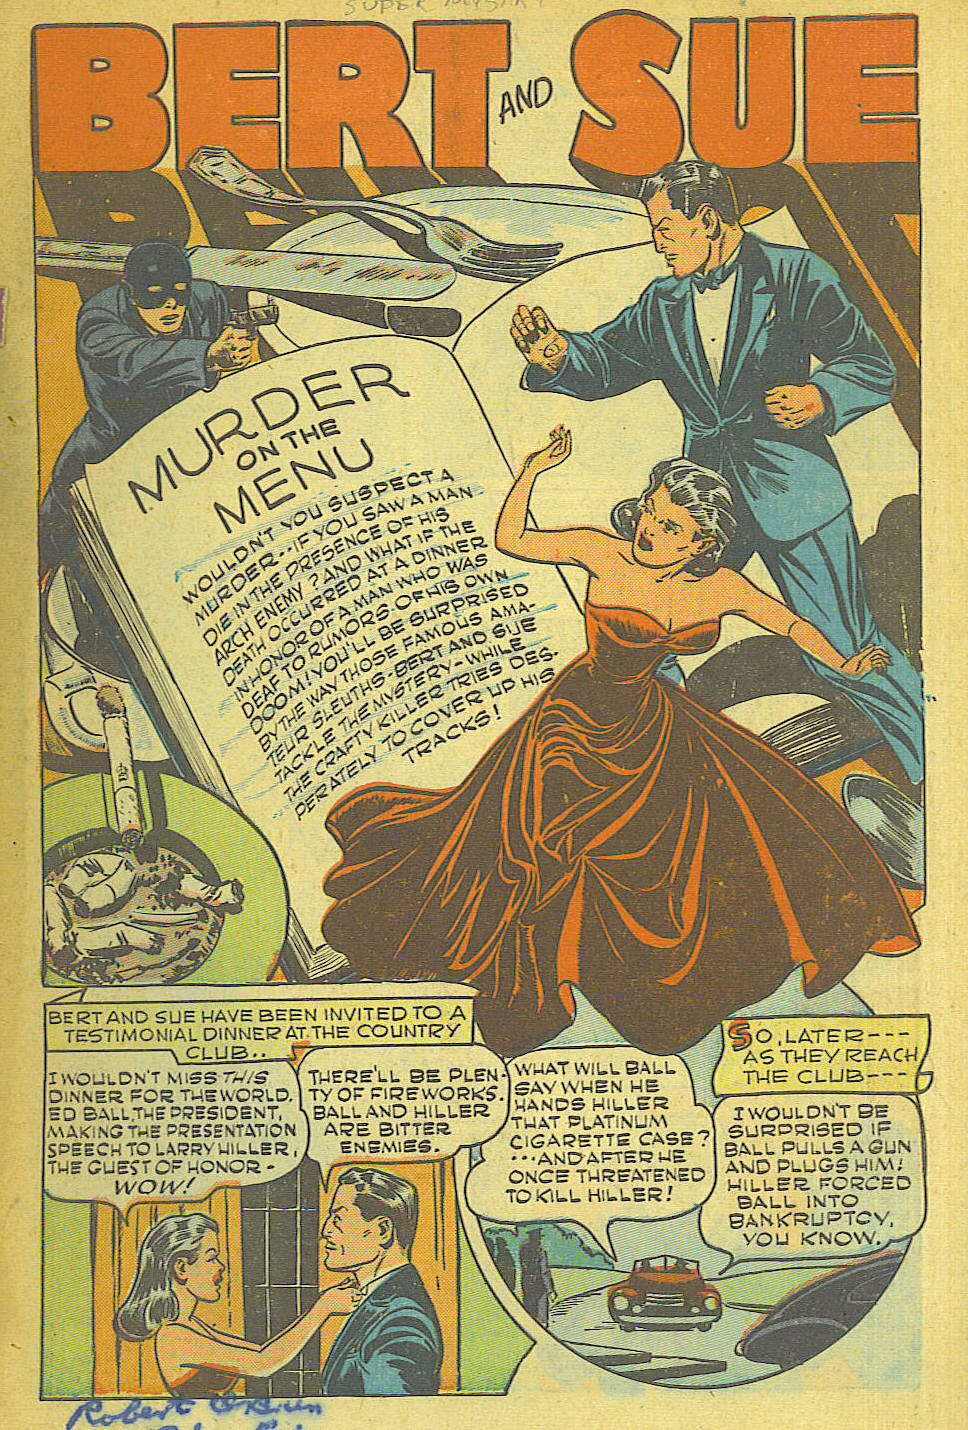 SUPER MYSTRY
BERT AND SUE
MURDER
ON THE
MENU
WOULDN'T YOU SUSPECT A
MURDER.. IF YOU SAW A MAN
DIE IN THE PRESENCE OF HIS
ARCH ENEMY? AND WHAT IF THE
DEATH OCCURRED AT A DINNER
IN HONOR OF A MAN WHO WAS
DEAF TO RUMORS OF HIS OWN
DOOM! YOU'LL BE SURPRISED
BY THE WAY THOSE FAMOUS AMA-
TEUR SLEUTHS-BERT AND SUE
TACKLE THE MYSTERY-WHILE
THE CRAFTY KILLER TRIES DES-
PERATELY TO COVER UP HIS
TRACKS!
BERT AND SUE HAVE BEEN INVITED TO A
TESTIMONIAL DINNER AT THE COUNTRY
CLUB..
I WOULDN'T MISS THIS
DINNER FOR THE WORLD.
ED BALL, THE PRESIDENT,
MAKING THE PRESENTATION
SPEECH TO LARRY HILLER,
THE GUEST OF HONOR-
WOW!
THERE'LL BE PLEN-
TY OF FIREWORKS.
BALL AND HILLER
ARE BITTER
ENEMIES.
WHAT WILL BALL
SAY WHEN HE
HANDS HILLER
THAT PLATINUM
CIGARETTE CASE?
...AND AFTER HE
ONCE THREATENED
TO KILL HILLER!
SO, LATER---
AS THEY REACH
THE CLUB---
I WOULDN'T BE
SURPRISED IF
BALL PULLS A GUN
AND PLUGS HIM!
HILLER FORCED
BALL INTO
BANKRUPTCY,
YOU KNOW.
Robert O'Brien